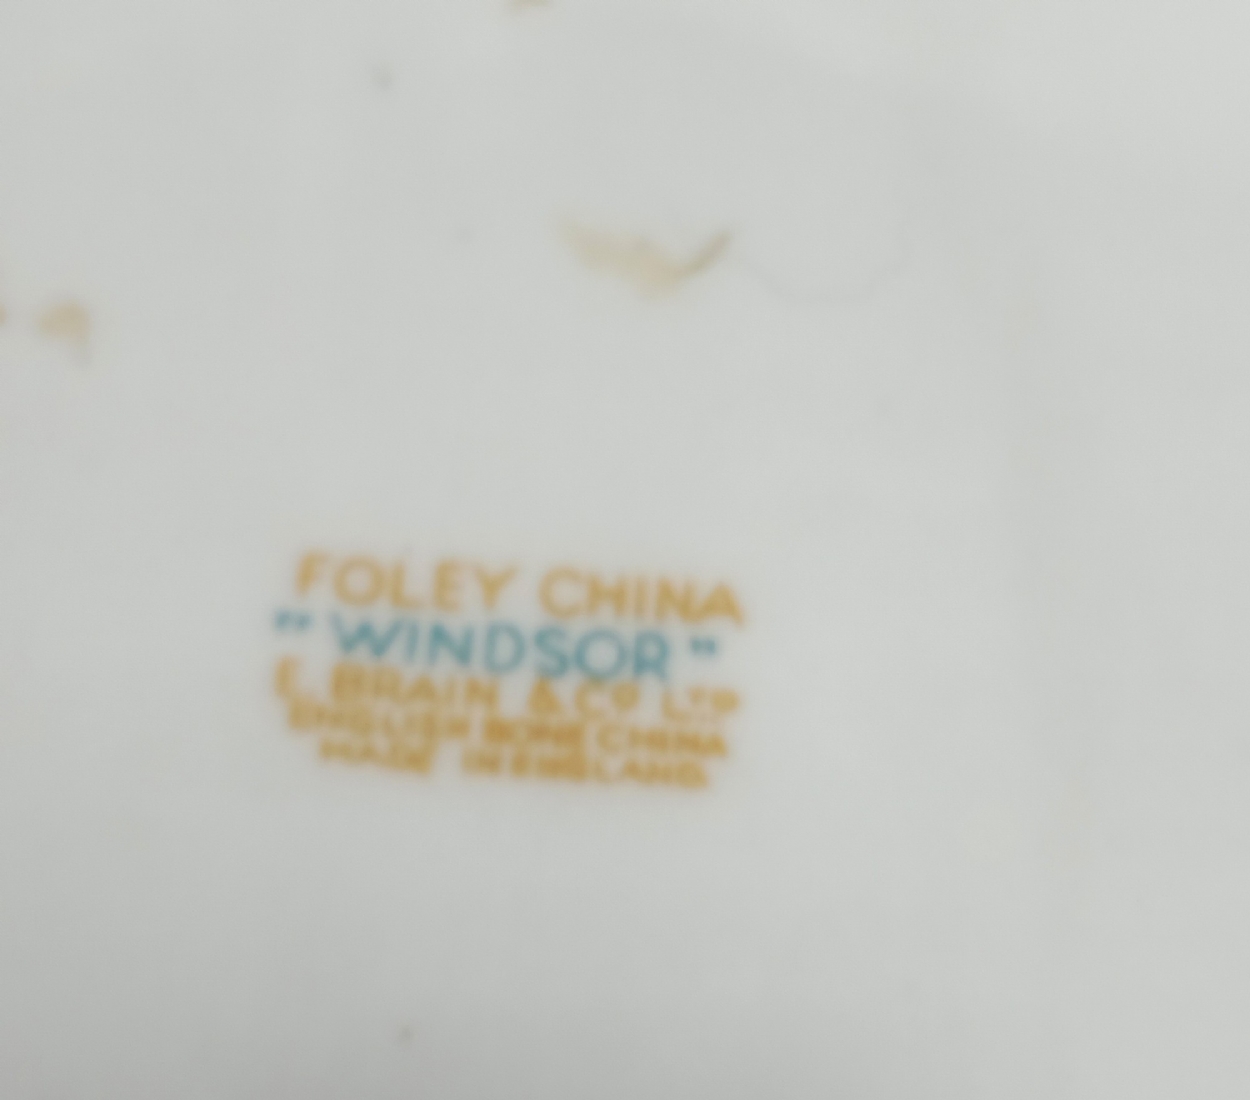 FOLEY CHINA
"WINDSOR"
E. BRAIN & Co. LTD
ENGLISH BONE CHINA
MADE IN ENGLAND